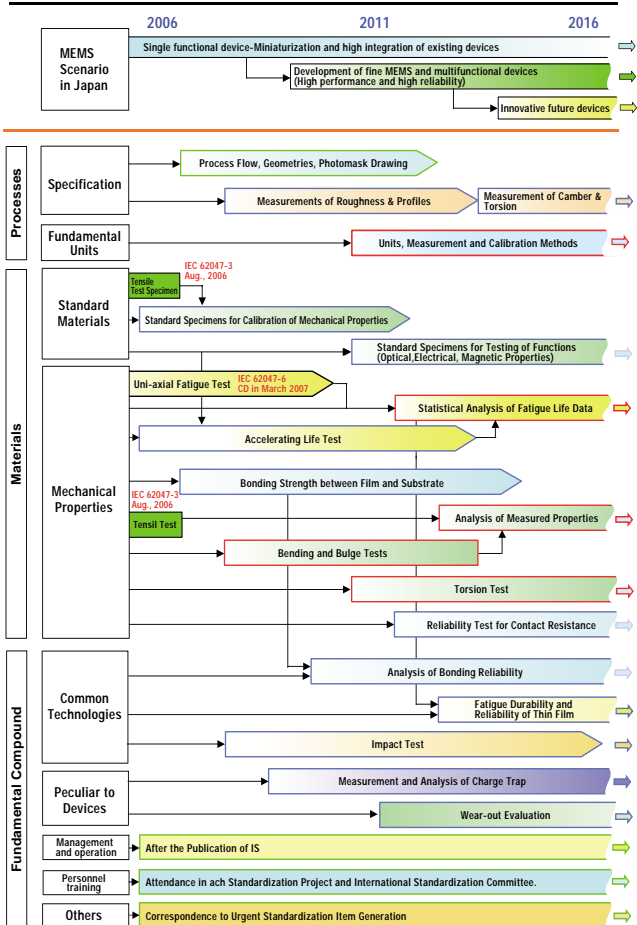 2006
2011
2016
MEMS
Scenario
in Japan
Single functional device-Miniaturization and high integration of existing devices
Development of fine MEMS and multifunctional devices
(High performance and high reliability)
Innovative future devices
Processes
Specification
Process Flow, Geometries, Photomask Drawing
Measurements of Roughness & Profiles
Measurement of Camber &
Torsion
Fundamental
Units
Units, Measurement and Calibration Methods
Materials
Standard
Materials
Tensile
Test Specimen
IEC 62047-3
Aug., 2006
Standard Specimens for Calibration of Mechanical Properties
Standard Specimens for Testing of Functions
(Optical,Electrical, Magnetic Properties)
Mechanical
Properties
Uni-axial Fatigue Test
IEC 62047-6
CD in March 2007
Statistical Analysis of Fatigue Life Data
Accelerating Life Test
Bonding Strength between Film and Substrate
IEC 62047-3
Aug., 2006
Tensil Test
Analysis of Measured Properties
Bending and Bulge Tests
Torsion Test
Reliability Test for Contact Resistance
Fundamental Compound
Common
Technologies
Analysis of Bonding Reliability
Fatigue Durability and
Reliability of Thin Film
Impact Test
Peculiar to
Devices
Measurement and Analysis of Charge Trap
Wear-out Evaluation
Management
and operation
After the Publication of IS
Personnel
training
Attendance in ach Standardization Project and International Standardization Committee.
Others
Correspondence to Urgent Standardization Item Generation